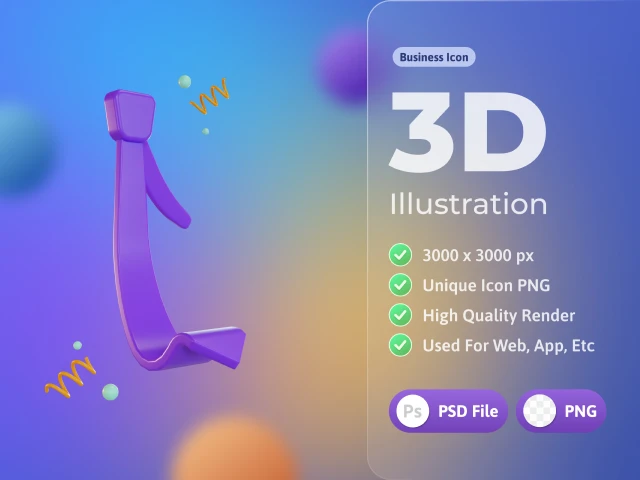 Business Icon
3D
Illustration
3000 x 3000 px
Unique Icon PNG
High Quality Render
Used For Web, App, Etc
Ps PSD File
PNG